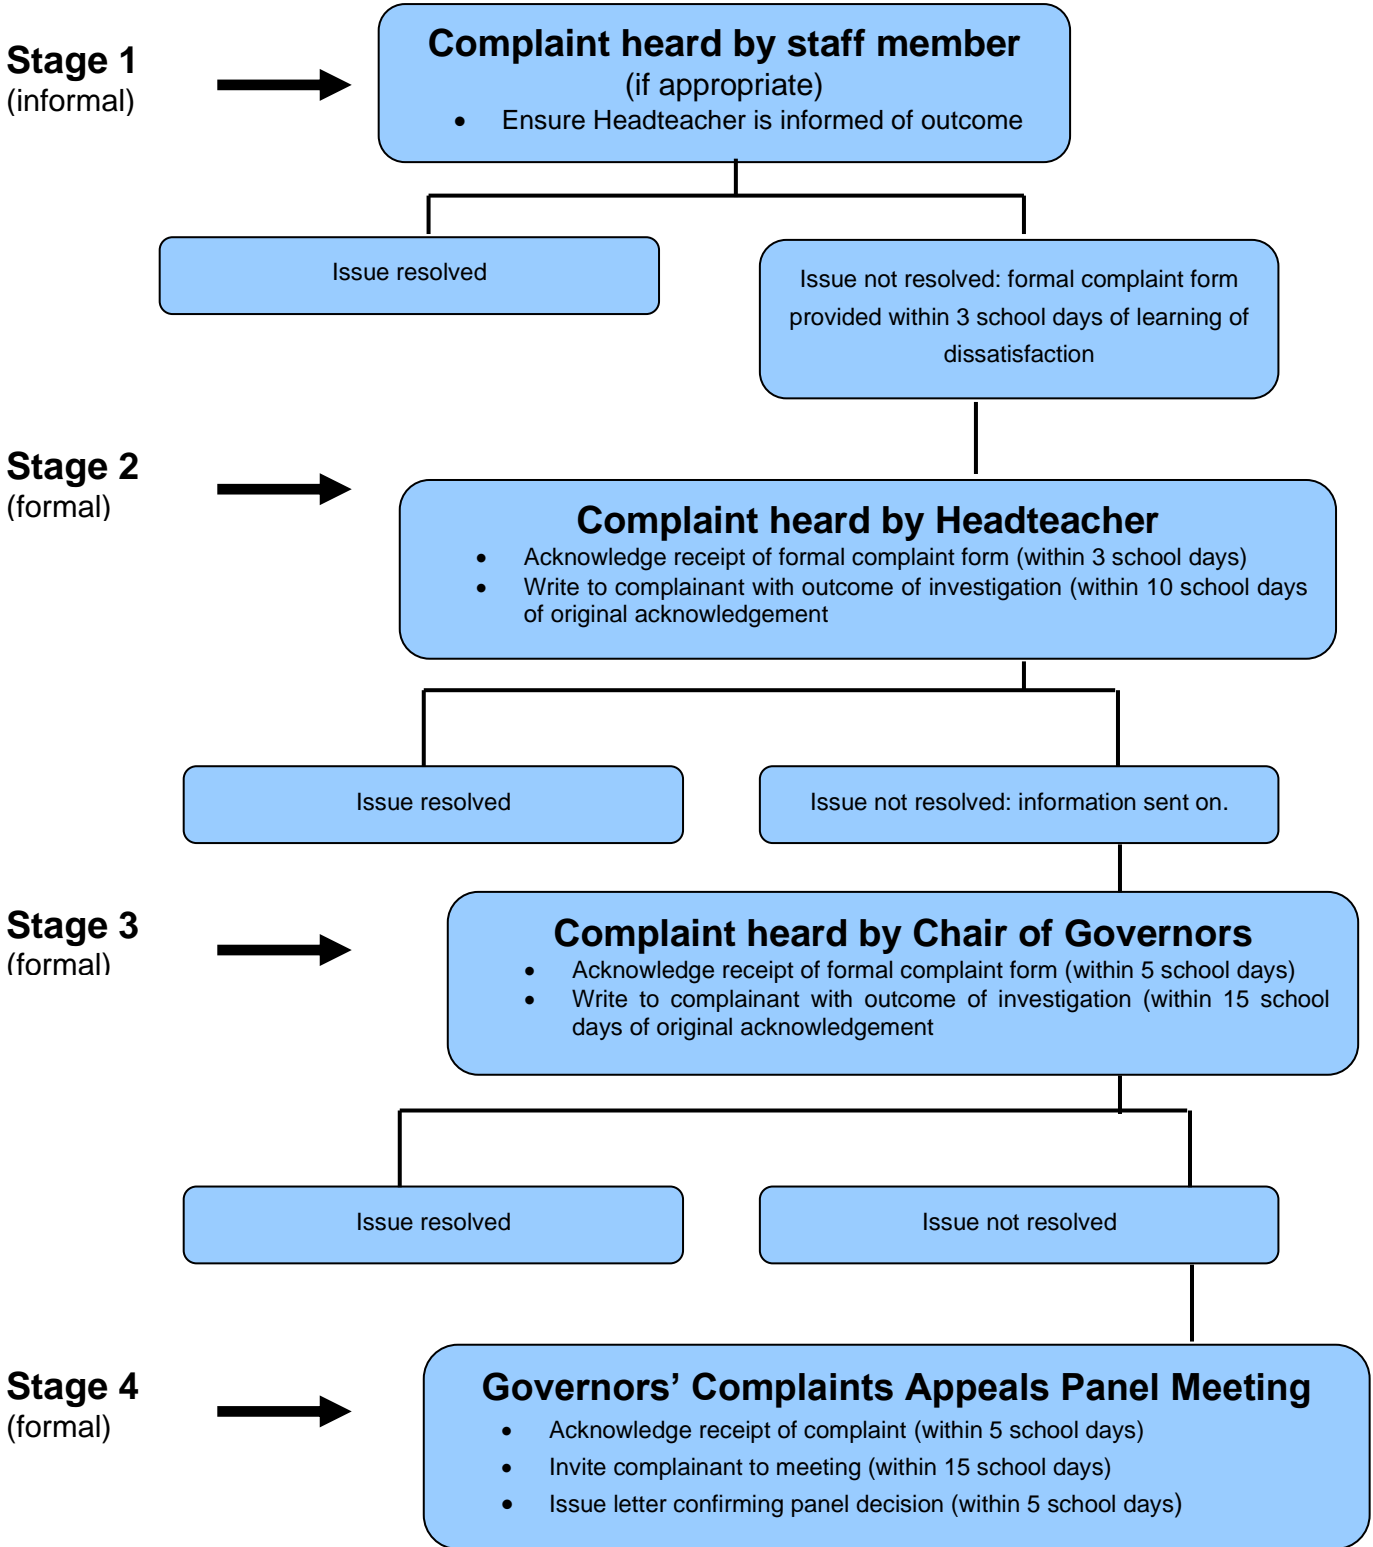 Stage 1
(informal)
Complaint heard by staff member
(if appropriate)
• Ensure Headteacher is informed of outcome
Issue resolved
Issue not resolved: formal complaint form
provided within 3 school days of learning of
dissatisfaction
Stage 2
(formal)
Complaint heard by Headteacher
• Acknowledge receipt of formal complaint form (within 3 school days)
• Write to complainant with outcome of investigation (within 10 school days
of original acknowledgement
Issue resolved
Issue not resolved: information sent on.
Stage 3
(formal)
Complaint heard by Chair of Governors
• Acknowledge receipt of formal complaint form (within 5 school days)
• Write to complainant with outcome of investigation (within 15 school
days of original acknowledgement
Issue resolved
Issue not resolved
Stage 4
(formal)
Governors’ Complaints Appeals Panel Meeting
• Acknowledge receipt of complaint (within 5 school days)
• Invite complainant to meeting (within 15 school days)
• Issue letter confirming panel decision (within 5 school days)